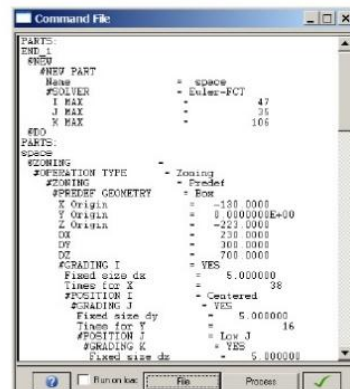 Command File
PARTS:
END_i
@NEW
#NEW PART
Name = space
#SOLVER = Euler-FCT
I MAX = 47
J MAX = 35
K MAX = 106
@DO
PARTS:
space
@ZONING =
#OPERATION TYPE = Zoning
#ZONING = Predef
#PREDEF GEOMETRY = Box
X Origin = -130.0000
Y Origin = 0.0000000E+00
Z Origin = -223.0000
DX = 230.0000
DY = 300.0000
DZ = 700.0000
#GRADING I = YES
Fixed size dx = 5.000000
Times for X = 38
#POSITION I = Centered
#GRADING J = YES
Fixed size dy = 5.000000
Times for Y = 16
#POSITION J = Low J
#GRADING K = YES
Fixed size dz = 5.000000
? Run on load File Process